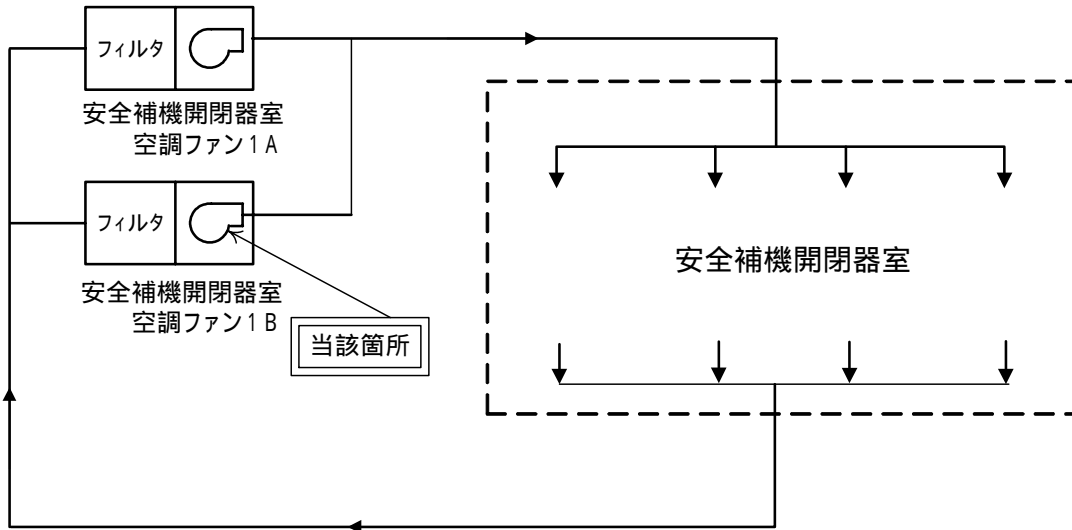 フィルタ
安全補機開閉器室
空調ファン1A
フィルタ
安全補機開閉器室
空調ファン1B
当該箇所
安全補機開閉器室